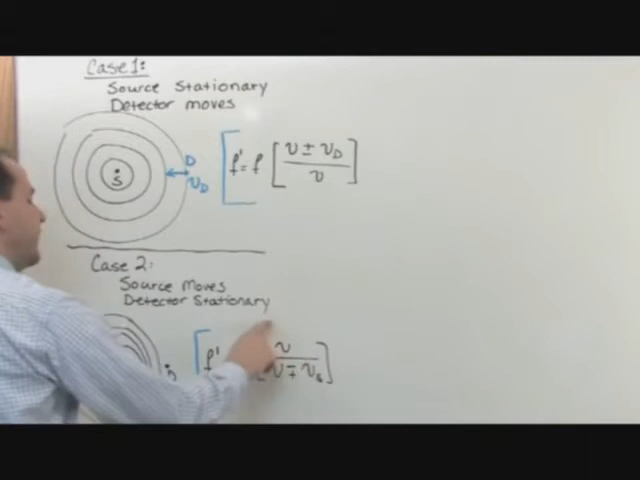 Case 1:
Source Stationary
Detector moves
S
D
v_D
f' = f [ (v ± v_D) / v ]
Case 2:
Source Moves
Detector Stationary
f'
v
v ∓ v_s ]